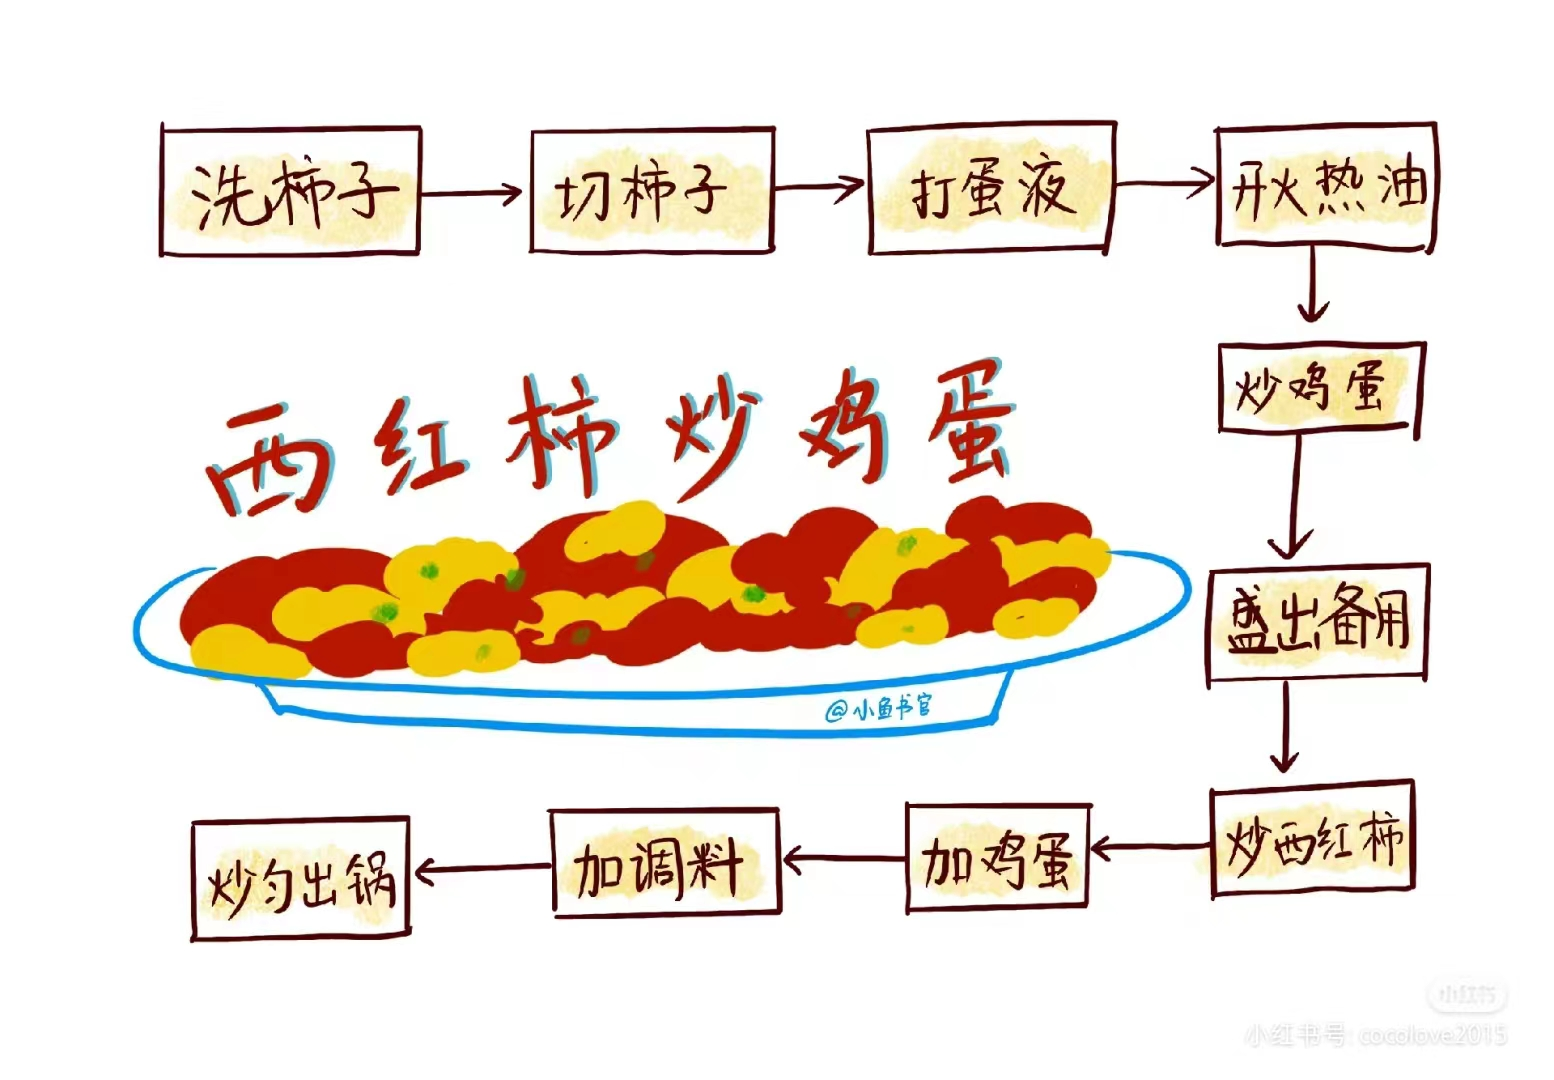 洗柿子
切柿子
打蛋液
开火热油
炒鸡蛋
盛出备用
炒西红柿
加鸡蛋
加调料
炒匀出锅
西红柿炒鸡蛋
@小鱼书官
小红书
小红书号: cocolove2015